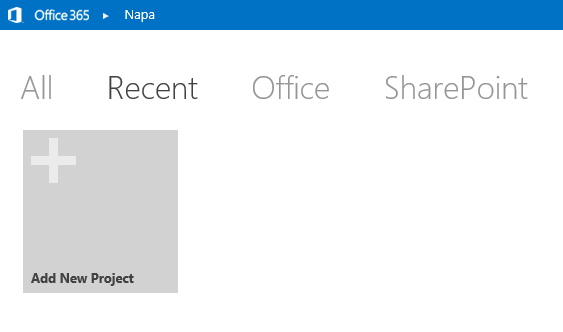 Office 365 ▸ Napa
All Recent Office SharePoint
Add New Project